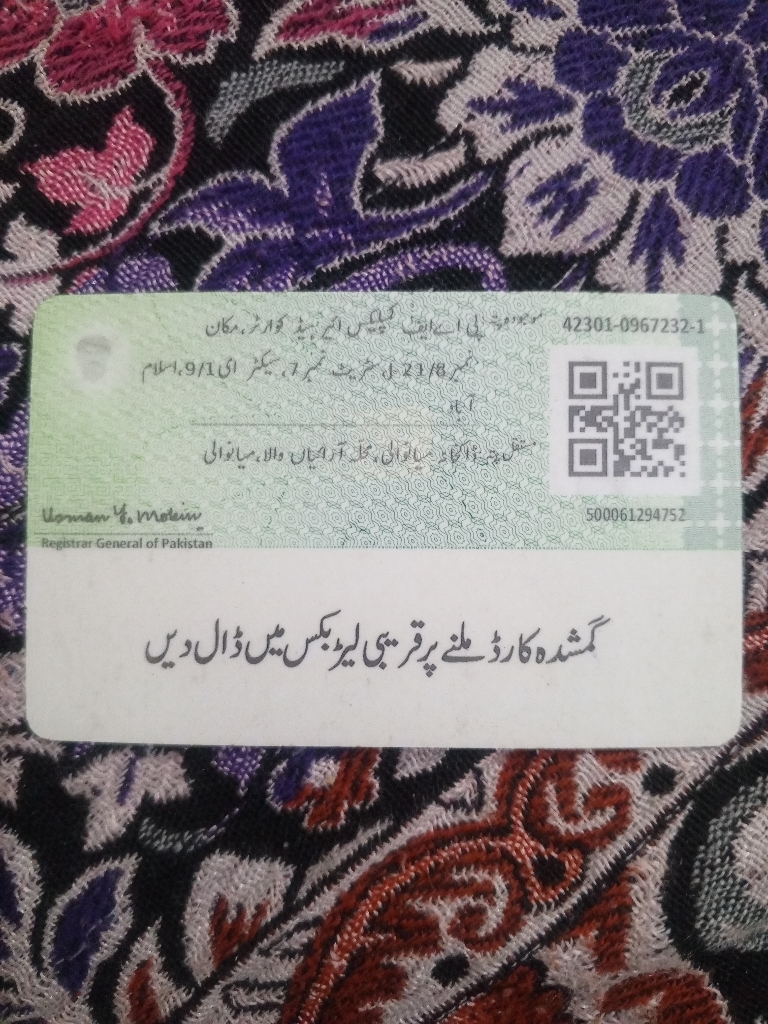 42301-0967232-1
موجودہ پتہ: پی اے ایف کمپلیکس ائیر ہیڈ کوارٹر، مکان
نمبر J-21/8، سٹریٹ نمبر 7، سیکٹر ای 9/1، اسلام
آباد
مستقل پتہ: ڈاکخانہ میانوالی، محلہ آرائیاں والا، میانوالی
500061294752
Usman Y. Mobin
Registrar General of Pakistan
گمشدہ کارڈ ملنے پر قریبی لیٹر بکس میں ڈال دیں